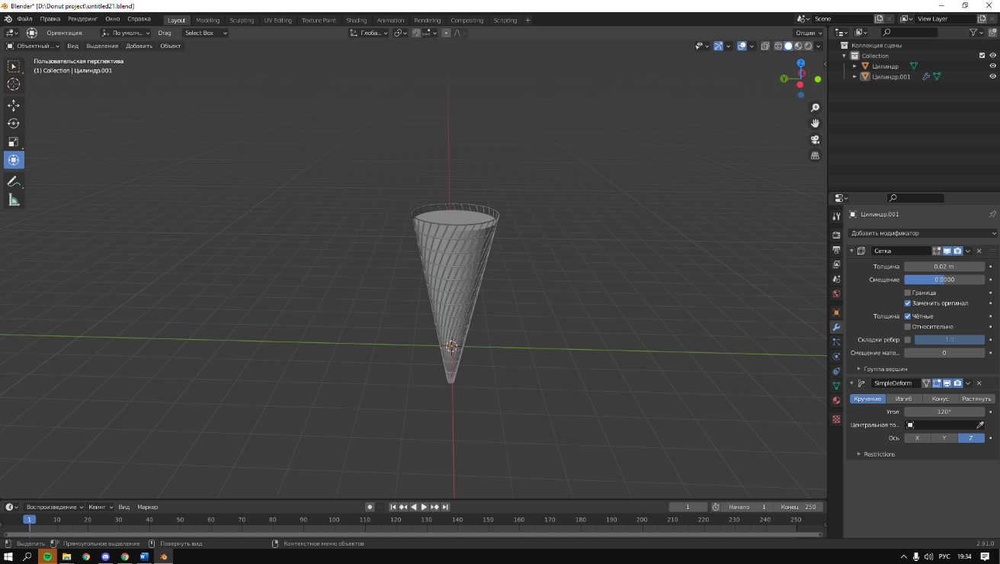 Blender* [D:\Donut project\untitled21.blend]
Файл Правка Рендеринг Окно Справка Layout Modeling Sculpting UV Editing Texture Paint Shading Animation Rendering Compositing Scripting + Scene View Layer
Ориентация: По умолч... Drag: Select Box Глоба... Опции
Объектный ... Вид Выделение Добавить Объект
Пользовательская перспектива
(1) Collection | Цилиндр.001
Z
Y
Коллекция сцены
Collection
Цилиндр
Цилиндр.001
Цилиндр.001
Добавить модификатор
Сетка
Толщина 0.02 m
Смещение 0.0000
Граница
Заменить оригинал
Толщина Чётные
Относительно
Складки ребер 1.0
Смещение мате... 0
Группа вершин
SimpleDeform
Кручение Изгиб Конус Растянуть
Угол 120°
Центральная то...
Ось X Y Z
Restrictions
Воспроизведение Кеинг Вид Маркер 1 Начало 1 Конец 250
1 10 20 30 40 50 60 70 80 90 100 110 120 130 140 150 160 170 180 190 200 210 220 230 240 250
Выделить Прямоугольное выделение Повернуть вид Контекстное меню объектов 2.91.0
РУС 19:34